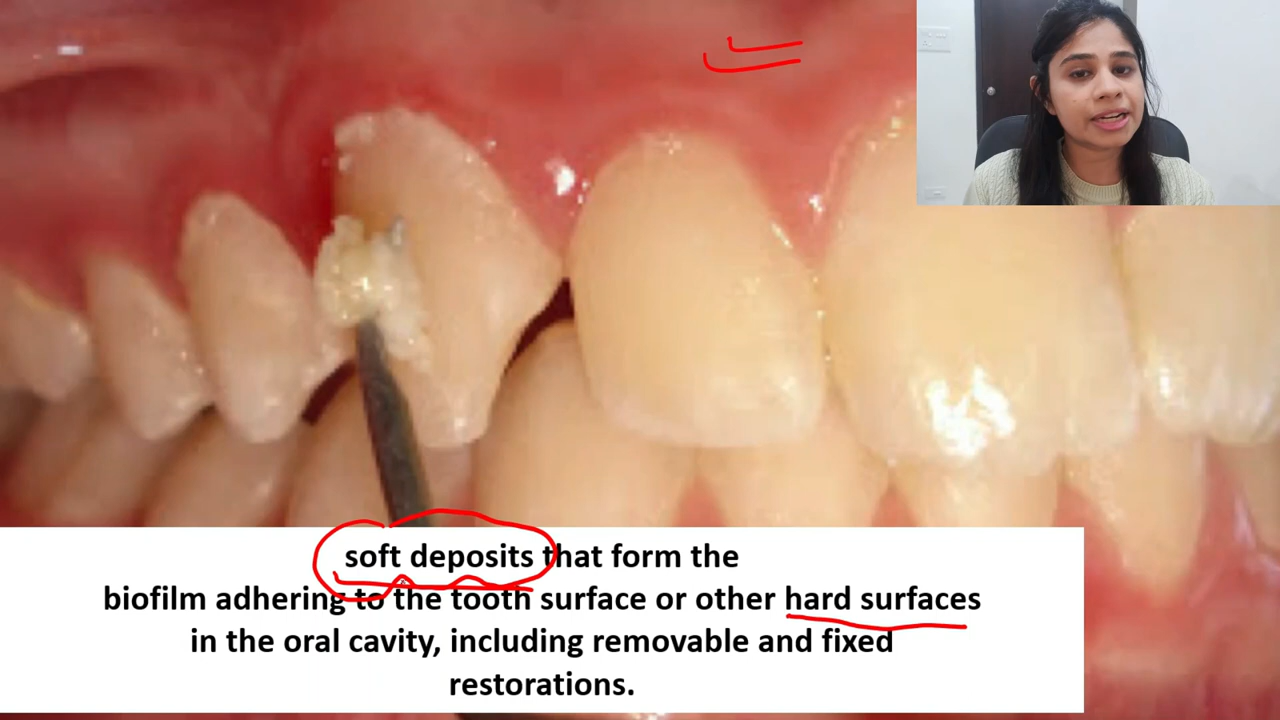 soft deposits that form the
biofilm adhering to the tooth surface or other hard surfaces
in the oral cavity, including removable and fixed
restorations.